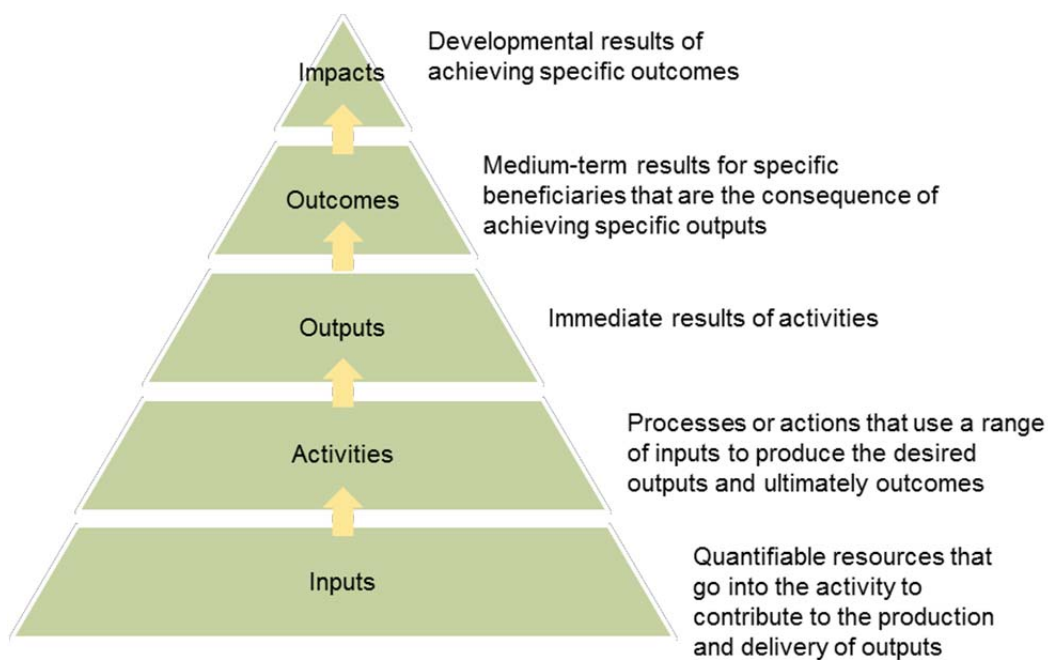 Impacts
Developmental results of
achieving specific outcomes
Outcomes
Medium-term results for specific
beneficiaries that are the consequence of
achieving specific outputs
Outputs
Immediate results of activities
Activities
Processes or actions that use a range
of inputs to produce the desired
outputs and ultimately outcomes
Inputs
Quantifiable resources that
go into the activity to
contribute to the production
and delivery of outputs